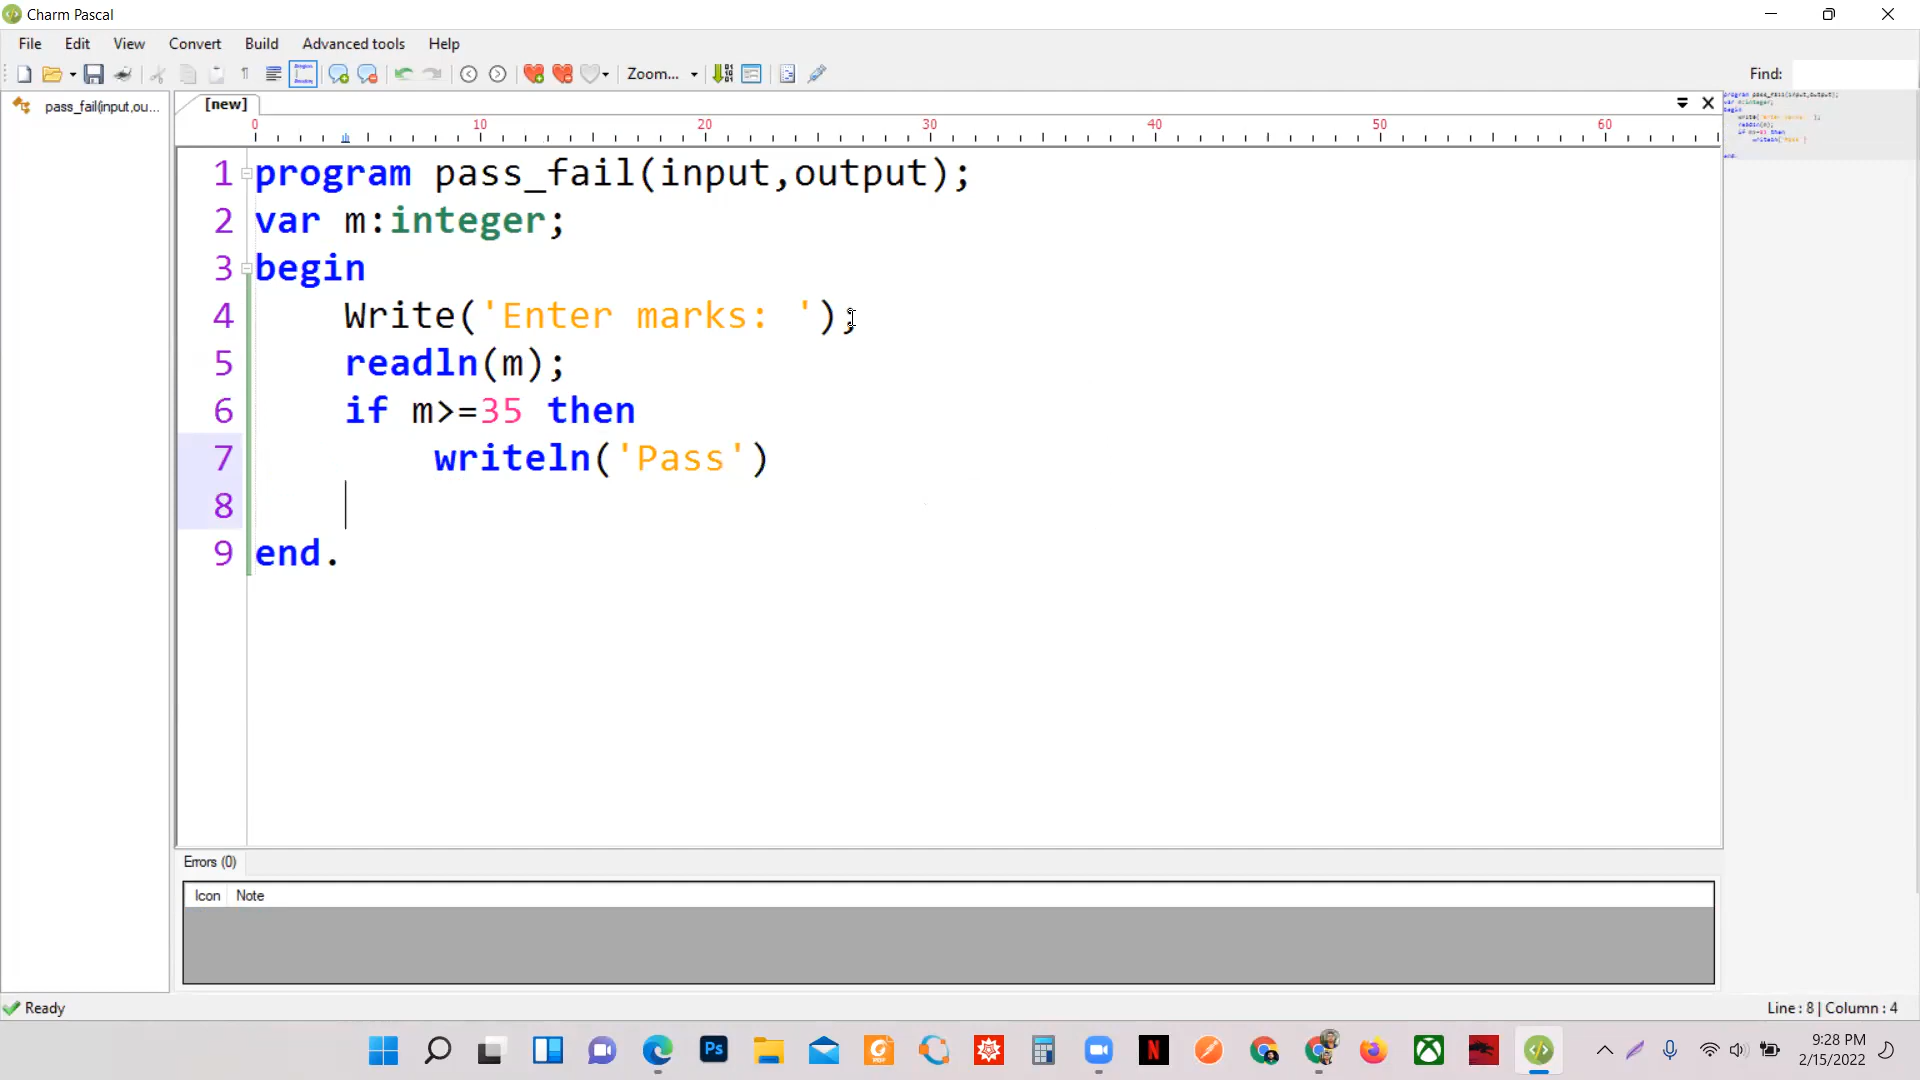 Charm Pascal
File Edit View Convert Build Advanced tools Help
Zoom... Find:
pass_fail(input,ou...
[new]
0 10 20 30 40 50 60
1 program pass_fail(input,output);
2 var m:integer;
3 begin
4 Write('Enter marks: ');
5 readln(m);
6 if m>=35 then
7 writeln('Pass')
8
9 end.
Errors (0)
Icon Note
Ready
Line : 8 | Column : 4
Ps
N
9:28 PM
2/15/2022